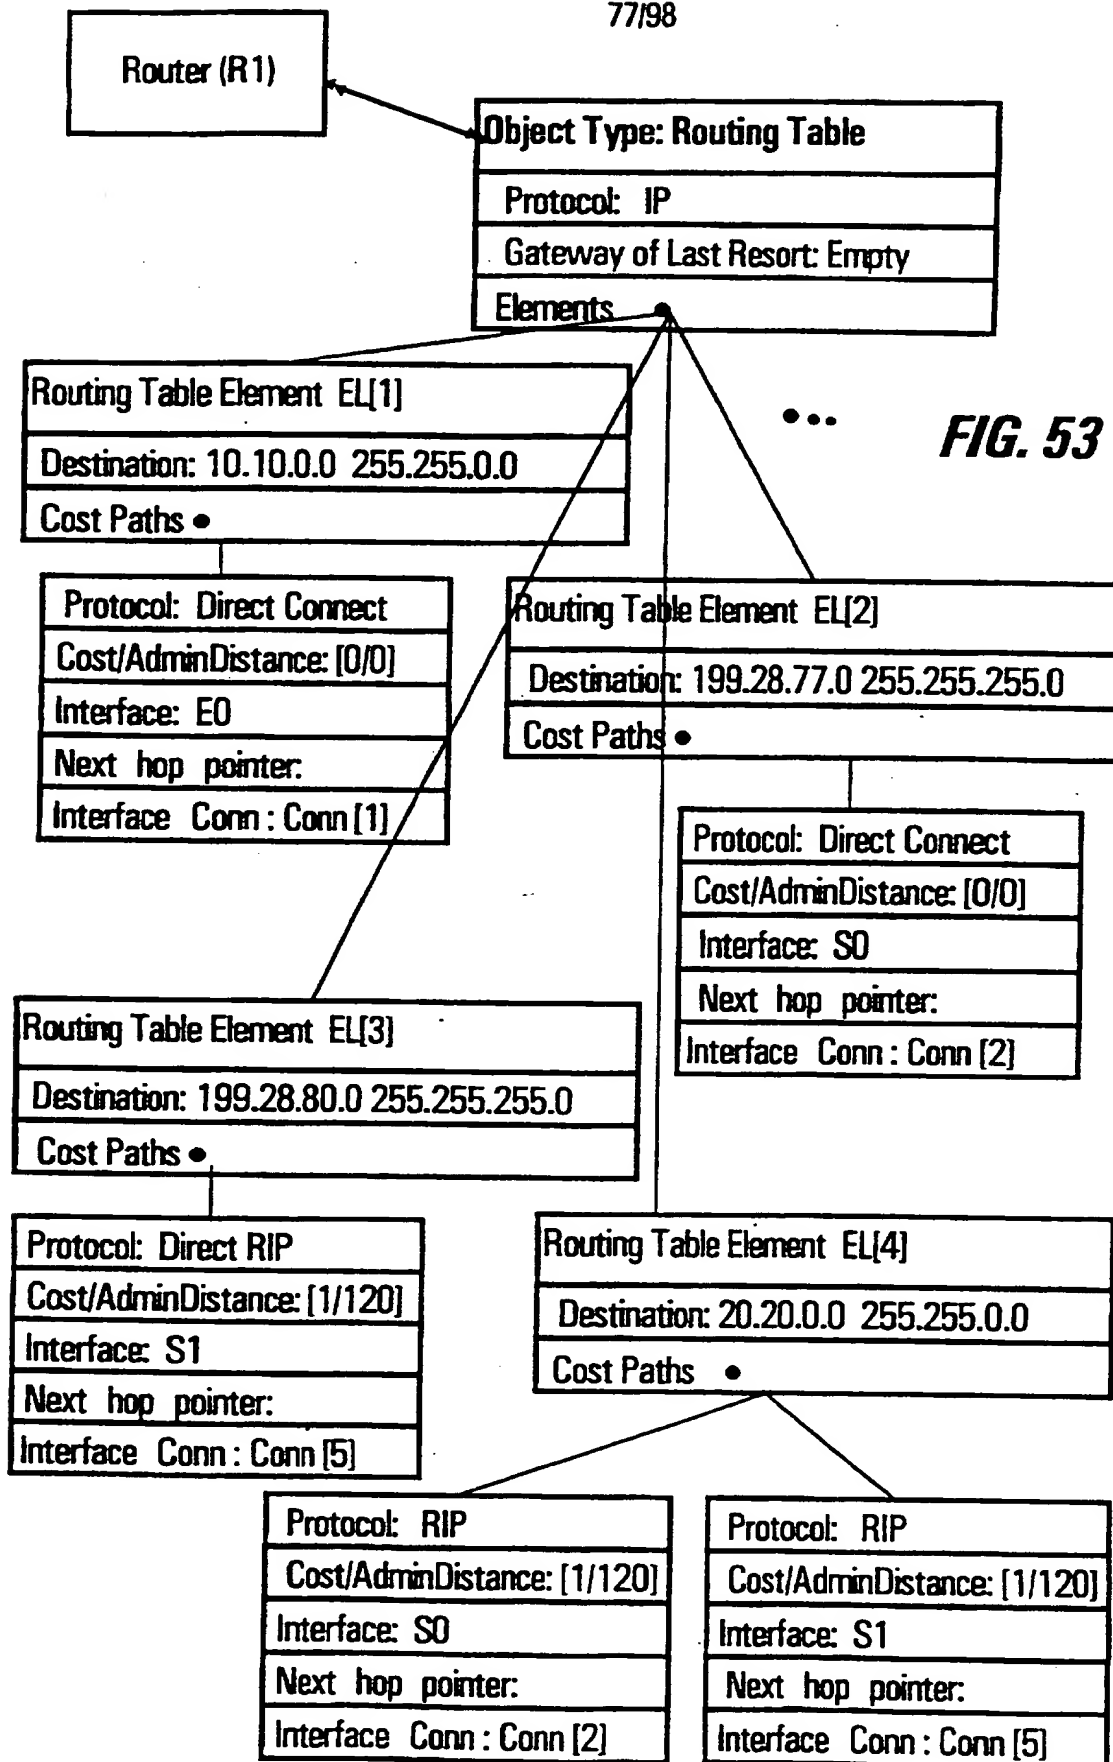 77/98
Router (R1)
Object Type: Routing Table
Protocol: IP
Gateway of Last Resort: Empty
Elements
Routing Table Element EL[1]
Destination: 10.10.0.0 255.255.0.0
Cost Paths
FIG. 53
Protocol: Direct Connect
Cost/AdminDistance: [0/0]
Interface: E0
Next hop pointer:
Interface Conn : Conn [1]
Routing Table Element EL[2]
Destination: 199.28.77.0 255.255.255.0
Cost Paths
Protocol: Direct Connect
Cost/AdminDistance: [0/0]
Interface: S0
Next hop pointer:
Interface Conn : Conn [2]
Routing Table Element EL[3]
Destination: 199.28.80.0 255.255.255.0
Cost Paths
Protocol: Direct RIP
Cost/AdminDistance: [1/120]
Interface: S1
Next hop pointer:
Interface Conn : Conn [5]
Routing Table Element EL[4]
Destination: 20.20.0.0 255.255.0.0
Cost Paths
Protocol: RIP
Cost/AdminDistance: [1/120]
Interface: S0
Next hop pointer:
Interface Conn : Conn [2]
Protocol: RIP
Cost/AdminDistance: [1/120]
Interface: S1
Next hop pointer:
Interface Conn : Conn [5]